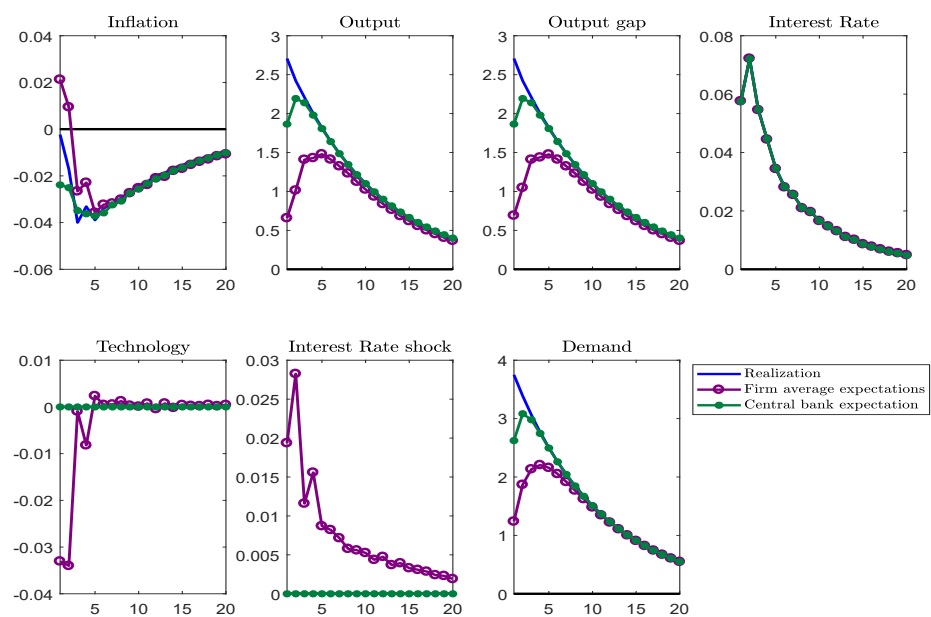 Inflation
Output
Output gap
Interest Rate
0.04
0.02
0
-0.02
-0.04
-0.06
5 10 15 20
3
2.5
2
1.5
1
0.5
0
5 10 15 20
3
2.5
2
1.5
1
0.5
0
5 10 15 20
0.08
0.06
0.04
0.02
0
5 10 15 20
Technology
Interest Rate shock
Demand
0.01
0
-0.01
-0.02
-0.03
-0.04
5 10 15 20
0.03
0.025
0.02
0.015
0.01
0.005
0
5 10 15 20
4
3
2
1
0
5 10 15 20
Realization
Firm average expectations
Central bank expectation